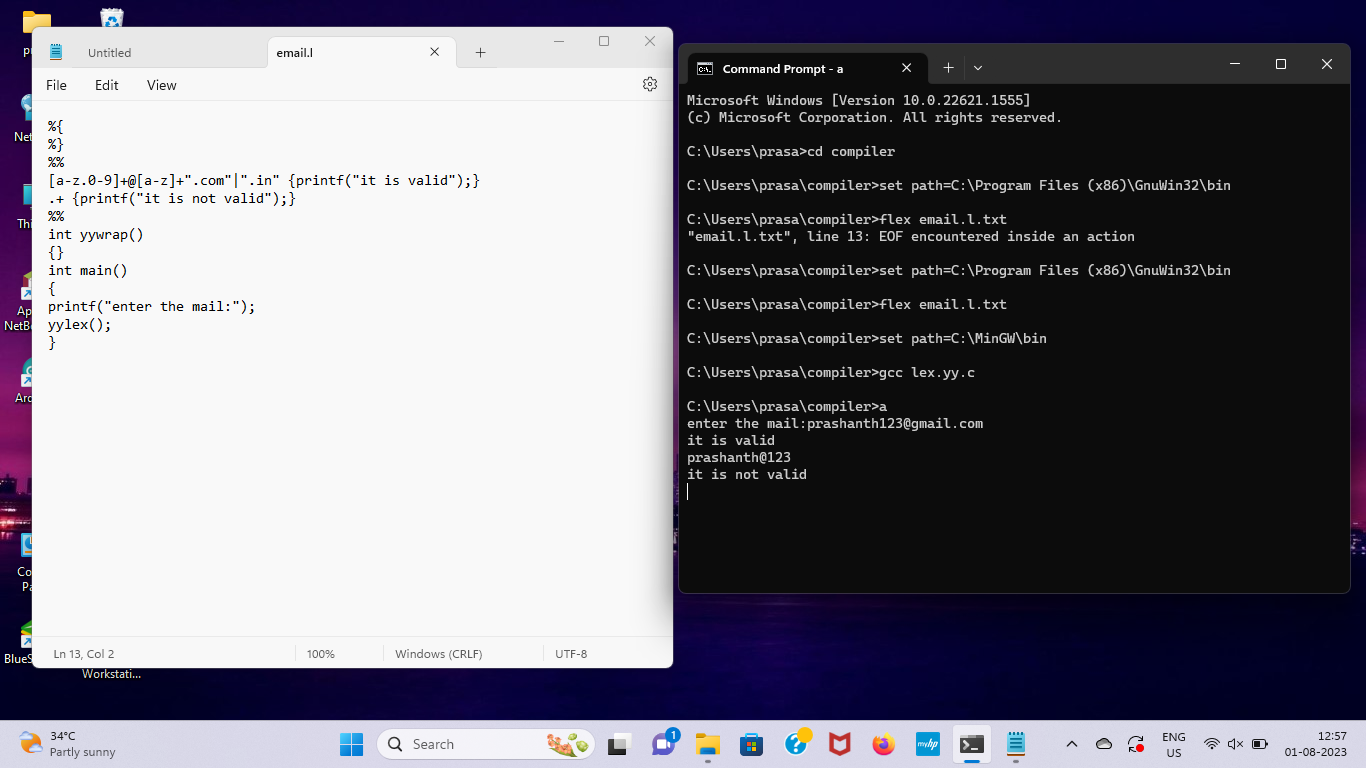 Untitled
email.l
File Edit View
%{
%}
%%
[a-z.0-9]+@[a-z]+".com"|".in" {printf("it is valid");}
.+ {printf("it is not valid");}
%%
int yywrap()
{}
int main()
{
printf("enter the mail:");
yylex();
}
Ln 13, Col 2
100%
Windows (CRLF)
UTF-8
Command Prompt - a
Microsoft Windows [Version 10.0.22621.1555]
(c) Microsoft Corporation. All rights reserved.
C:\Users\prasa>cd compiler
C:\Users\prasa\compiler>set path=C:\Program Files (x86)\GnuWin32\bin
C:\Users\prasa\compiler>flex email.l.txt
"email.l.txt", line 13: EOF encountered inside an action
C:\Users\prasa\compiler>set path=C:\Program Files (x86)\GnuWin32\bin
C:\Users\prasa\compiler>flex email.l.txt
C:\Users\prasa\compiler>set path=C:\MinGW\bin
C:\Users\prasa\compiler>gcc lex.yy.c
C:\Users\prasa\compiler>a
enter the mail:prashanth123@gmail.com
it is valid
prashanth@123
it is not valid
Workstati...
34°C
Partly sunny
Search
1
myhp
ENG
US
12:57
01-08-2023